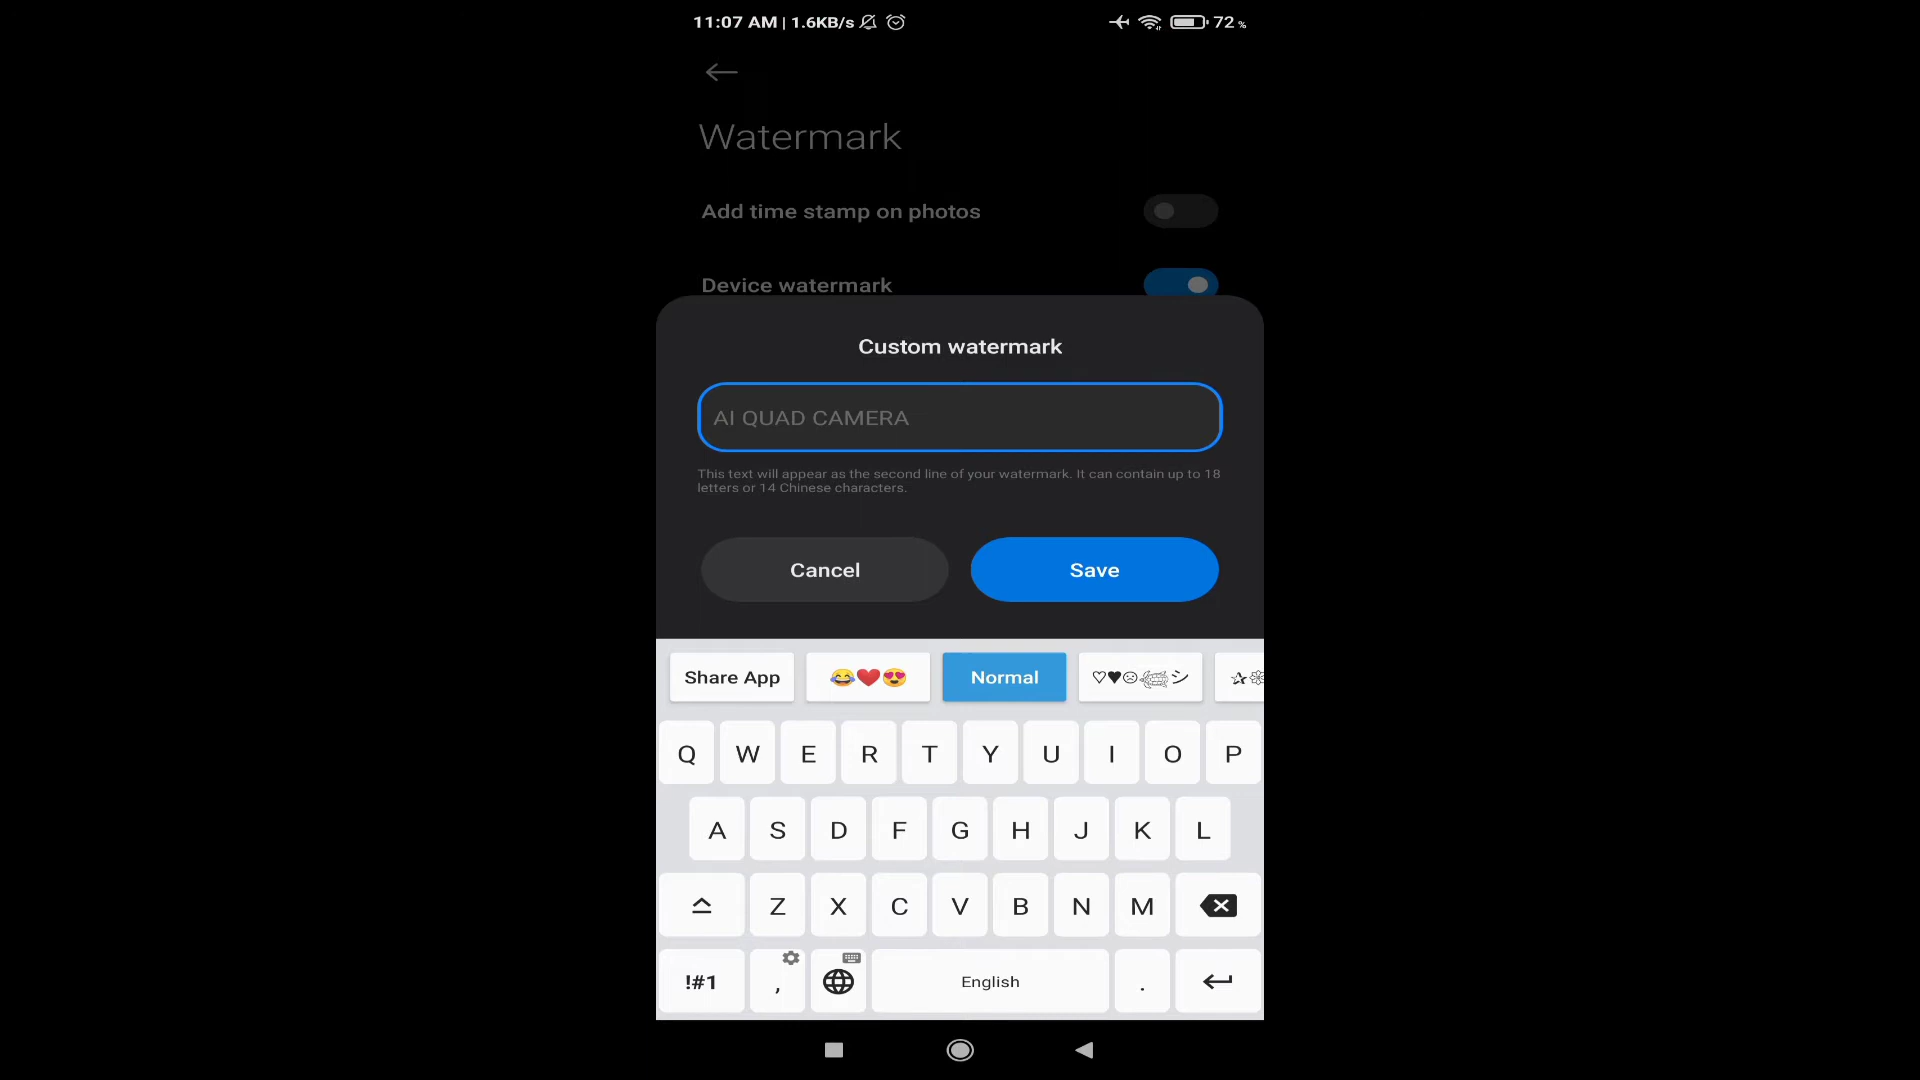 11:07 AM | 1.6KB/s 72 %
Watermark
Add time stamp on photos
Device watermark
Custom watermark
AI QUAD CAMERA
This text will appear as the second line of your watermark. It can contain up to 18
letters or 14 Chinese characters.
Cancel Save
Share App 😂❤️😍 Normal ♡♥☹𓆉シ ✰
Q W E R T Y U I O P
A S D F G H J K L
Z X C V B N M
!#1 , English .